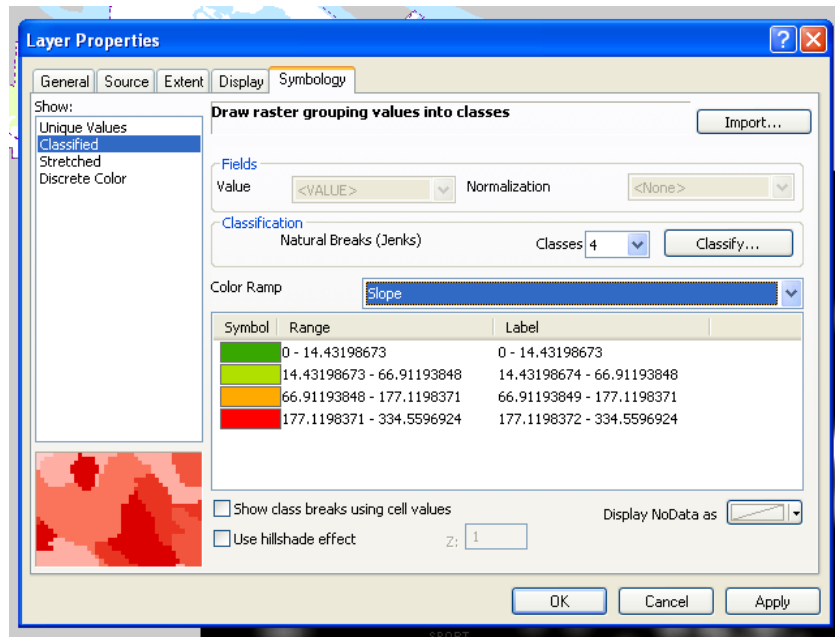 Layer Properties
General Source Extent Display Symbology
Show:
Unique Values
Classified
Stretched
Discrete Color
Draw raster grouping values into classes
Import...
Fields
Value <VALUE> Normalization <None>
Classification
Natural Breaks (Jenks) Classes 4 Classify...
Color Ramp Slope
Symbol Range Label
0 - 14.43198673 0 - 14.43198673
14.43198673 - 66.91193848 14.43198674 - 66.91193848
66.91193848 - 177.1198371 66.91193849 - 177.1198371
177.1198371 - 334.5596924 177.1198372 - 334.5596924
Show class breaks using cell values
Display NoData as
Use hillshade effect Z: 1
OK Cancel Apply
SPORT